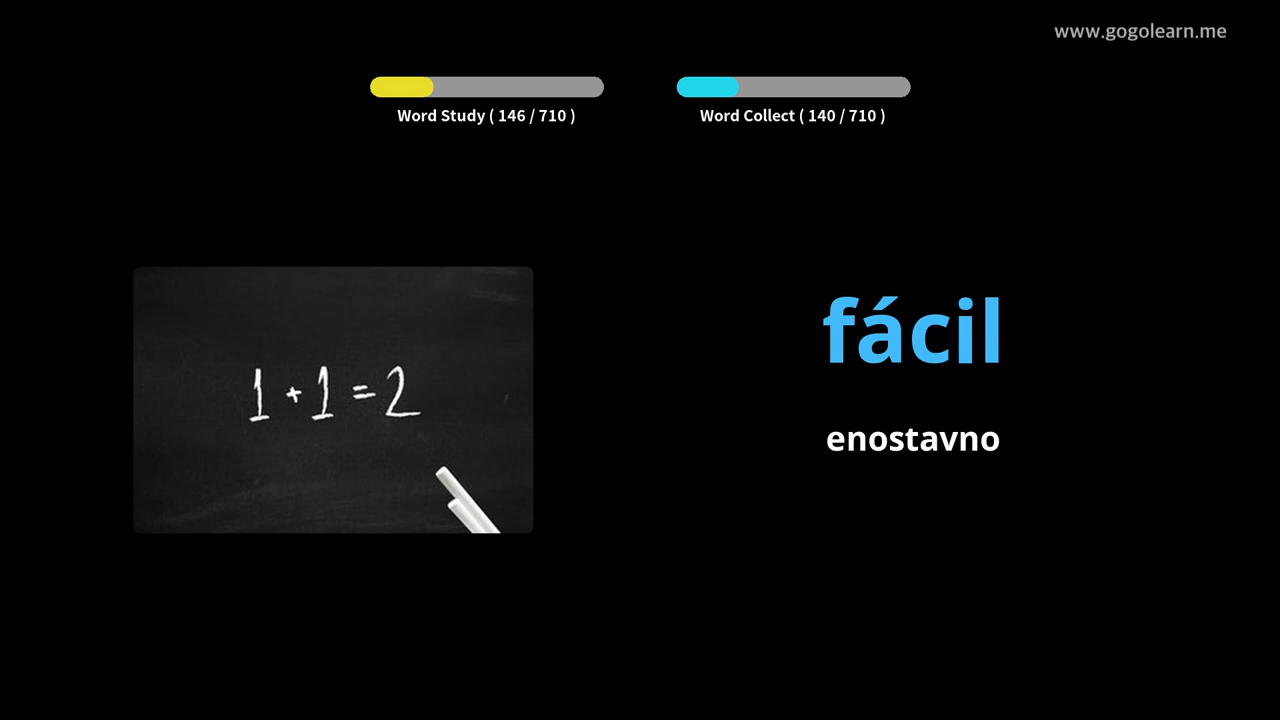 www.gogolearn.me
Word Study ( 146 / 710 )
Word Collect ( 140 / 710 )
1 + 1 = 2
fácil
enostavno